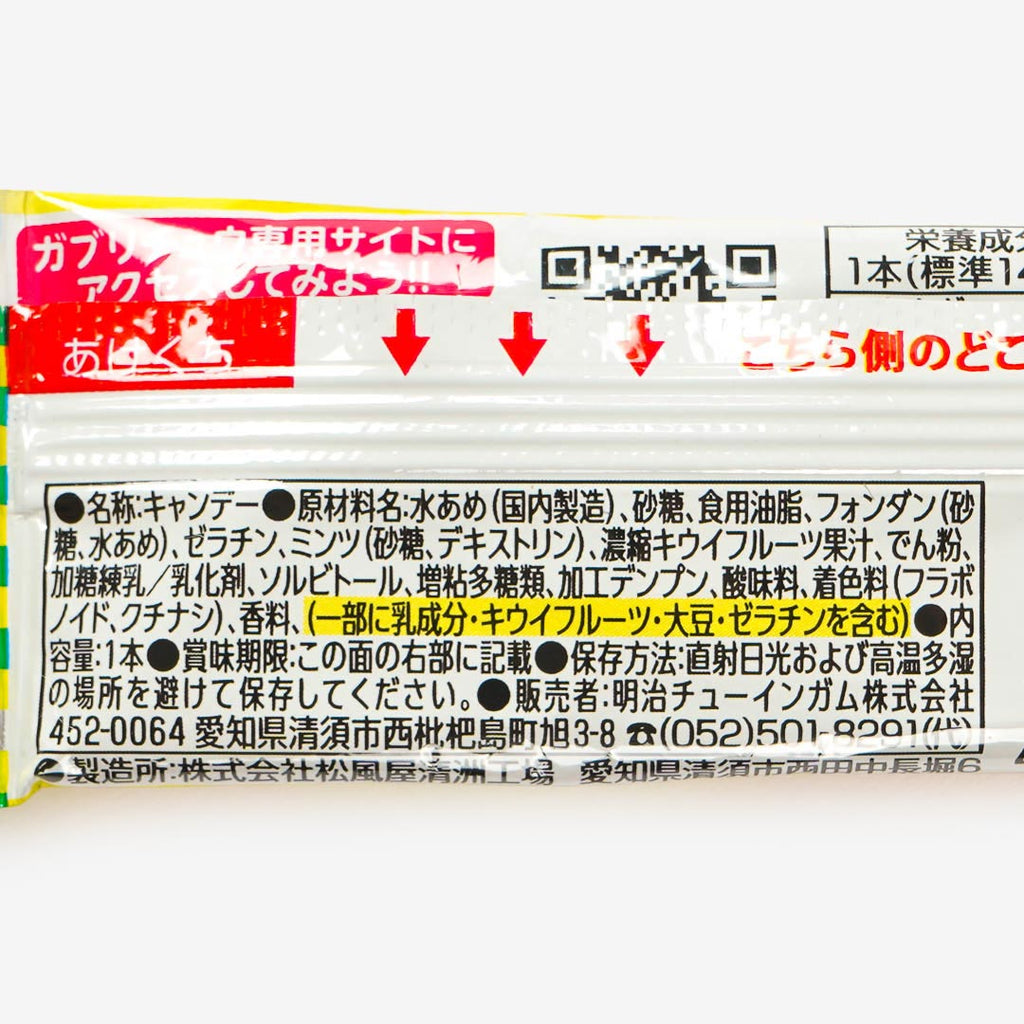 ガブリチュウ専用サイトに
アクセスしてみよう!!
栄養成分
1本(標準14
あけくち
こちら側のどこ
●名称:キャンデー●原材料名:水あめ(国内製造)、砂糖、食用油脂、フォンダン(砂
糖、水あめ)、ゼラチン、ミンツ(砂糖、デキストリン)、濃縮キウイフルーツ果汁、でん粉、
加糖練乳/乳化剤、ソルビトール、増粘多糖類、加工デンプン、酸味料、着色料(フラボ
ノイド、クチナシ)、香料、(一部に乳成分・キウイフルーツ・大豆・ゼラチンを含む)●内
容量:1本●賞味期限:この面の右部に記載●保存方法:直射日光および高温多湿
の場所を避けて保存してください。●販売者:明治チューインガム株式会社
452-0064 愛知県清須市西枇杷島町旭3-8 ☎(052)501-8291(代)
製造所:株式会社松風屋清洲工場 愛知県清須市西田中長堀6